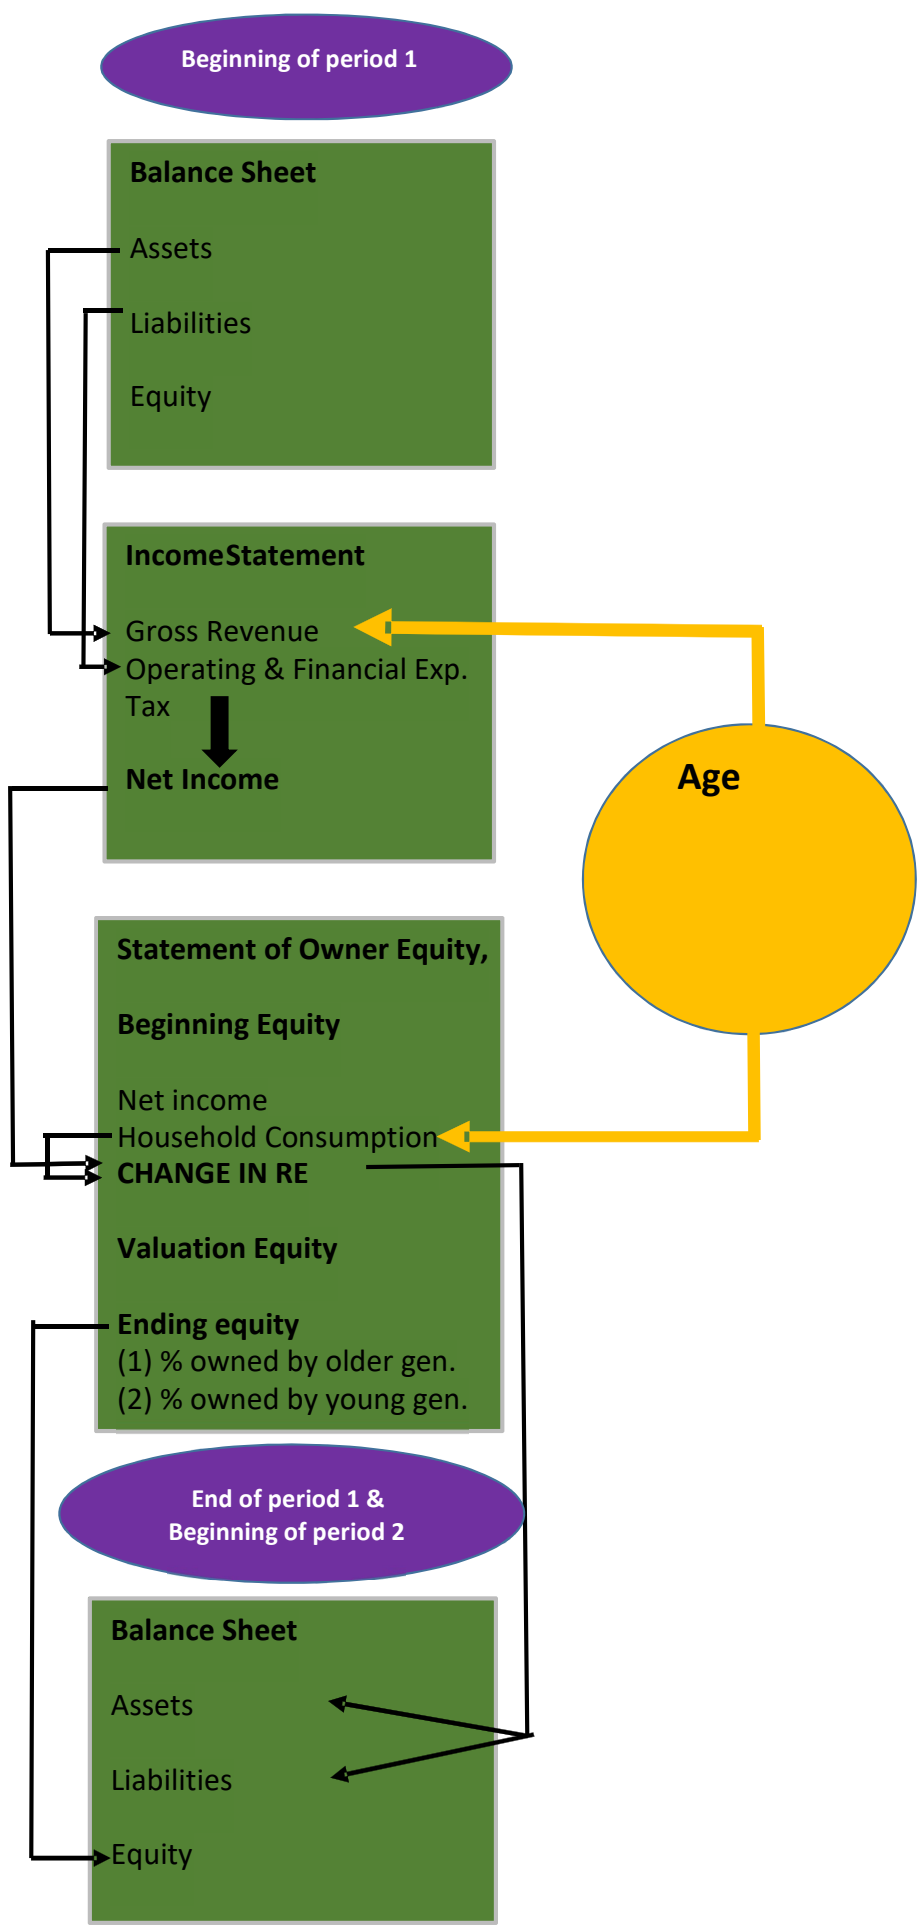 Beginning of period 1
Balance Sheet
Assets
Liabilities
Equity
Income Statement
Gross Revenue
Operating & Financial Exp.
Tax
Net Income
Age
Statement of Owner Equity,
Beginning Equity
Net income
Household Consumption
CHANGE IN RE
Valuation Equity
Ending equity
(1) % owned by older gen.
(2) % owned by young gen.
End of period 1 &
Beginning of period 2
Balance Sheet
Assets
Liabilities
Equity